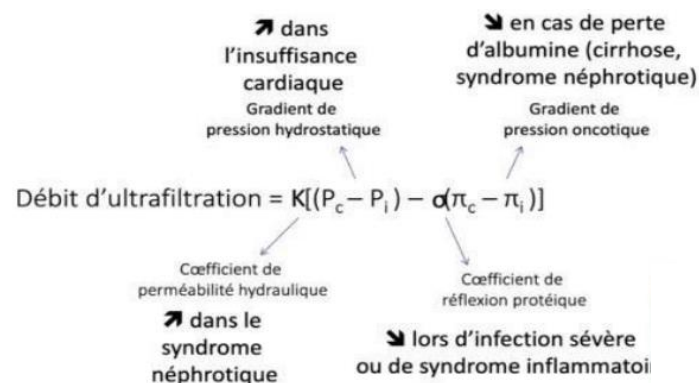 ↗ dans
l'insuffisance
cardiaque
Gradient de
pression hydrostatique
↘ en cas de perte
d'albumine (cirrhose,
syndrome néphrotique)
Gradient de
pression oncotique
Débit d'ultrafiltration = K[(Pc – Pi) – σ(πc – πi)]
Cœfficient de
perméabilité hydraulique
↗ dans le
syndrome
néphrotique
Cœfficient de
réflexion protéique
↘ lors d'infection sévère
ou de syndrome inflammatoi